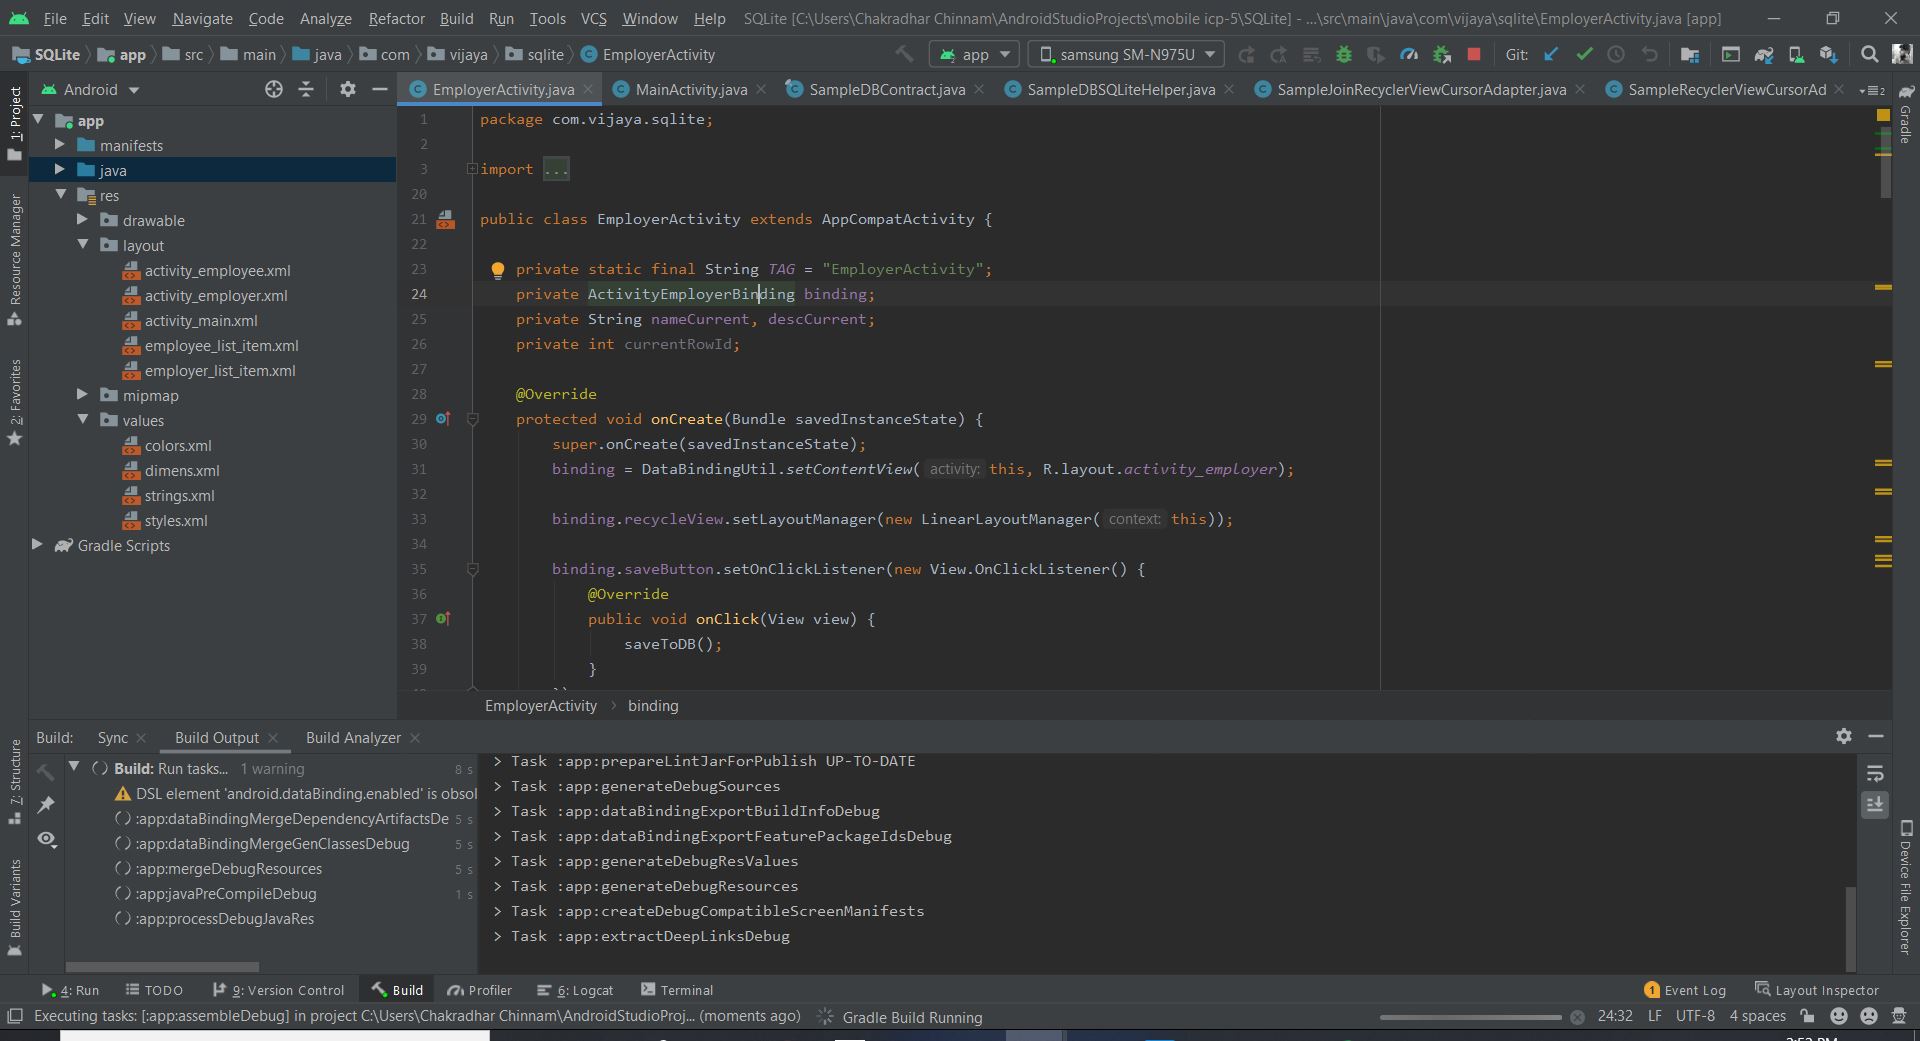 File Edit View Navigate Code Analyze Refactor Build Run Tools VCS Window Help SQLite [C:\Users\Chakradhar Chinnam\AndroidStudioProjects\mobile icp-5\SQLite] - ...\src\main\java\com\vijaya\sqlite\EmployerActivity.java [app]
SQLite app src main java com vijaya sqlite EmployerActivity app samsung SM-N975U Git:
Android EmployerActivity.java MainActivity.java SampleDBContract.java SampleDBSQLiteHelper.java SampleJoinRecyclerViewCursorAdapter.java SampleRecyclerViewCursorAd 2
1: Project
Resource Manager
2: Favorites
7: Structure
Build Variants
app
manifests
java
res
drawable
layout
activity_employee.xml
activity_employer.xml
activity_main.xml
employee_list_item.xml
employer_list_item.xml
mipmap
values
colors.xml
dimens.xml
strings.xml
styles.xml
Gradle Scripts
1 package com.vijaya.sqlite;
2
3 import ...
20
21 public class EmployerActivity extends AppCompatActivity {
22
23 private static final String TAG = "EmployerActivity";
24 private ActivityEmployerBinding binding;
25 private String nameCurrent, descCurrent;
26 private int currentRowId;
27
28 @Override
29 protected void onCreate(Bundle savedInstanceState) {
30 super.onCreate(savedInstanceState);
31 binding = DataBindingUtil.setContentView( activity: this, R.layout.activity_employer);
32
33 binding.recycleView.setLayoutManager(new LinearLayoutManager( context: this));
34
35 binding.saveButton.setOnClickListener(new View.OnClickListener() {
36 @Override
37 public void onClick(View view) {
38 saveToDB();
39 }
EmployerActivity binding
Gradle
Device File Explorer
Build: Sync Build Output Build Analyzer
Build: Run tasks... 1 warning 8 s
DSL element 'android.dataBinding.enabled' is obsol
:app:dataBindingMergeDependencyArtifactsDe 5 s
:app:dataBindingMergeGenClassesDebug 5 s
:app:mergeDebugResources 5 s
:app:javaPreCompileDebug 1 s
:app:processDebugJavaRes
> Task :app:prepareLintJarForPublish UP-TO-DATE
> Task :app:generateDebugSources
> Task :app:dataBindingExportBuildInfoDebug
> Task :app:dataBindingExportFeaturePackageIdsDebug
> Task :app:generateDebugResValues
> Task :app:generateDebugResources
> Task :app:createDebugCompatibleScreenManifests
> Task :app:extractDeepLinksDebug
4: Run TODO 9: Version Control Build Profiler 6: Logcat Terminal 1 Event Log Layout Inspector
Executing tasks: [:app:assembleDebug] in project C:\Users\Chakradhar Chinnam\AndroidStudioProj... (moments ago) Gradle Build Running 24:32 LF UTF-8 4 spaces